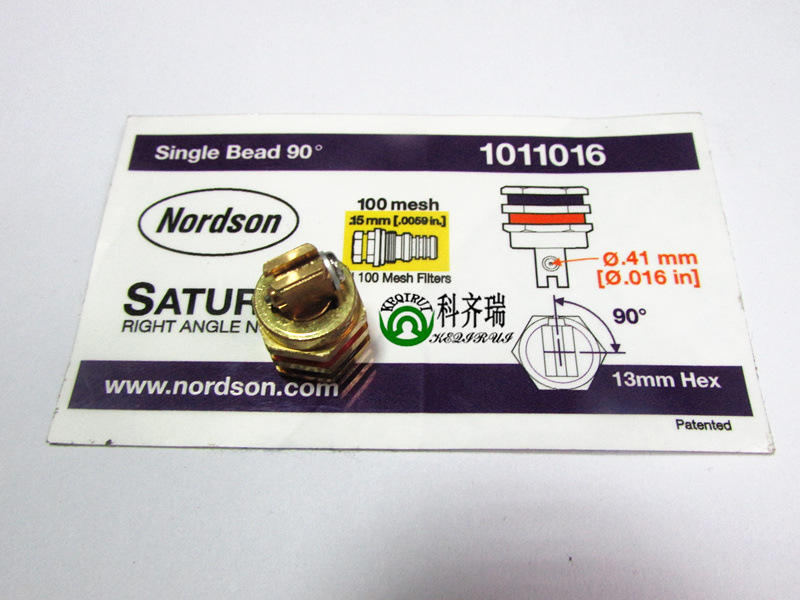 Single Bead 90°
1011016
Nordson
100 mesh
.15 mm [.0059 in.]
100 Mesh Filters
Ø.41 mm
[Ø.016 in]
SATUR
RIGHT ANGLE N
KEQIRUI
科齐瑞
KEQIRUI
90°
www.nordson.com
13mm Hex
Patented